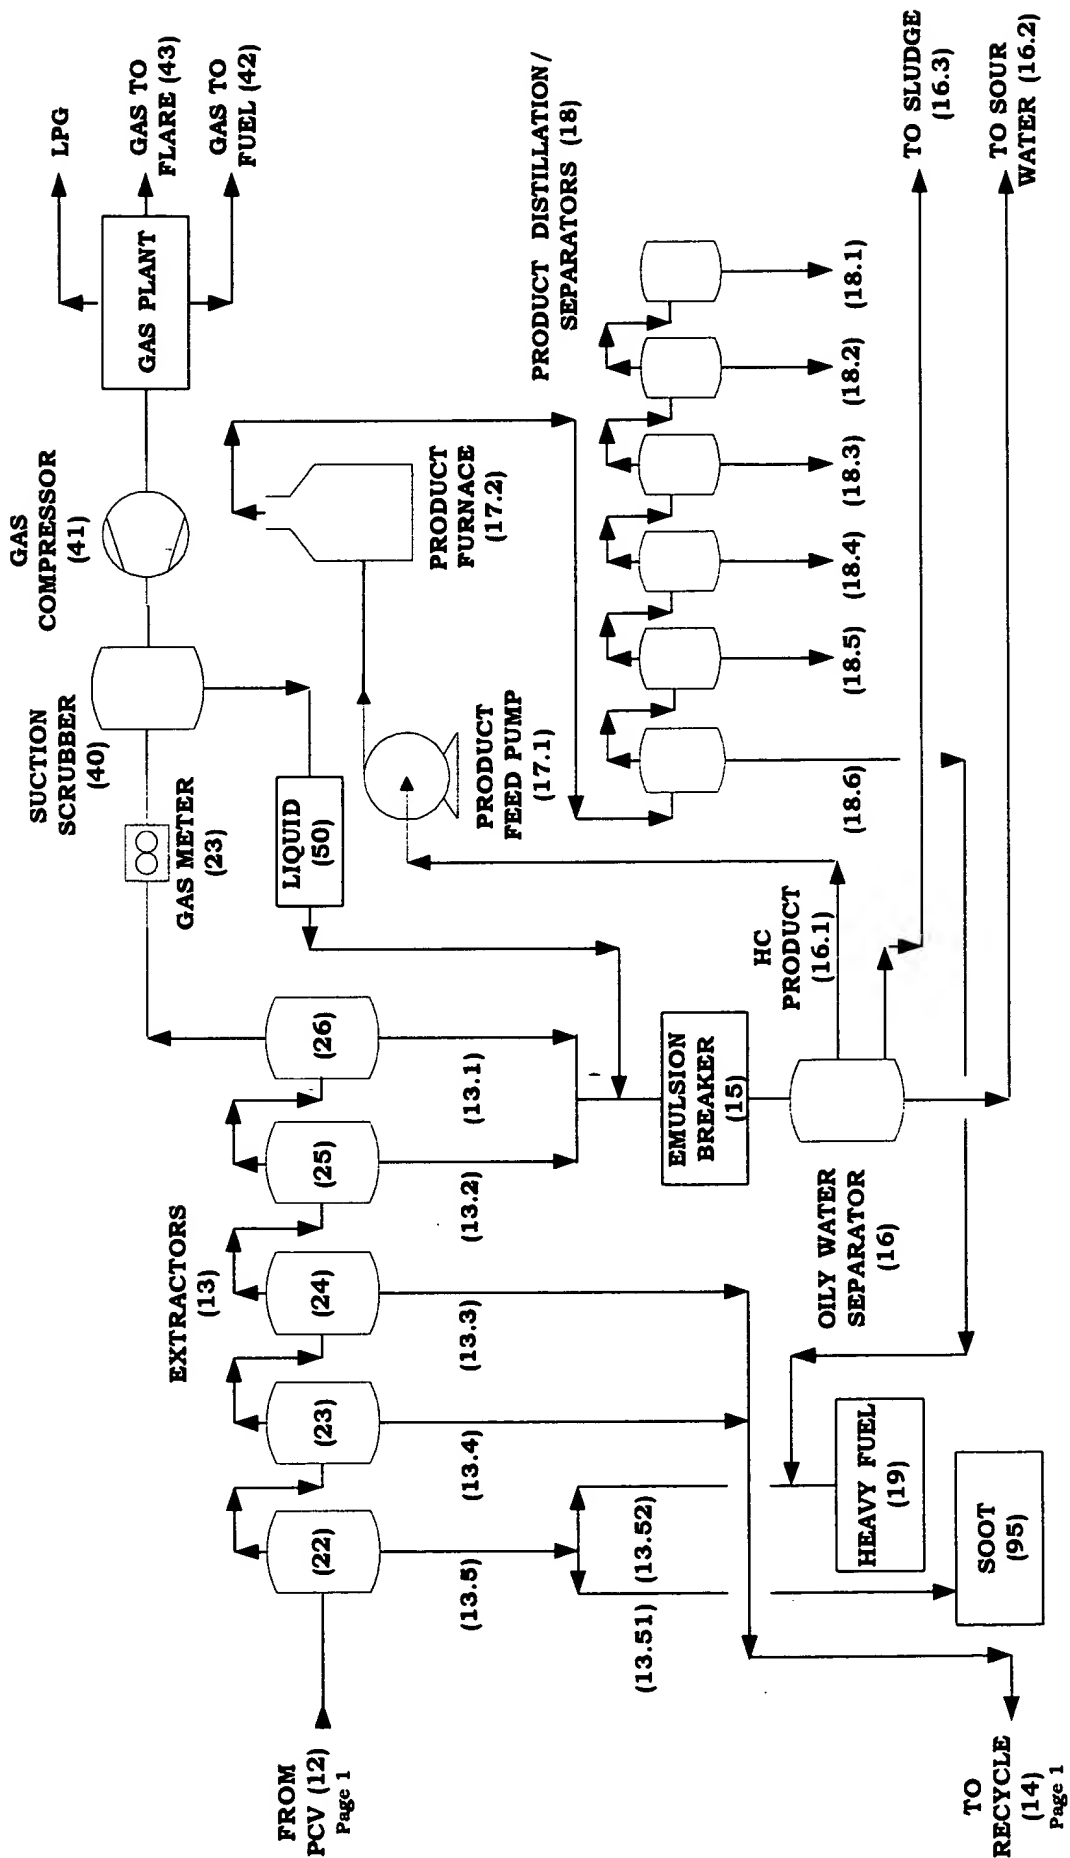 GAS
COMPRESSOR
(41)
SUCTION
SCRUBBER
(40)
GAS METER
(23)
GAS PLANT
LPG
GAS TO
FLARE (43)
GAS TO
FUEL (42)
EXTRACTORS
(13)
FROM
PCV (12)
Page 1
(22)
(23)
(24)
(25)
(26)
LIQUID
(50)
PRODUCT
FURNACE
(17.2)
PRODUCT
FEED PUMP
(17.1)
PRODUCT DISTILLATION/
SEPARATORS (18)
(13.5)
(13.4)
(13.3)
(13.2)
(13.1)
(13.51)
(13.52)
EMULSION
BREAKER
(15)
HC
PRODUCT
(16.1)
(18.6)
(18.5)
(18.4)
(18.3)
(18.2)
(18.1)
OILY WATER
SEPARATOR
(16)
HEAVY FUEL
(19)
SOOT
(95)
TO SLUDGE
(16.3)
TO SOUR
WATER (16.2)
TO
RECYCLE
(14)
Page 1